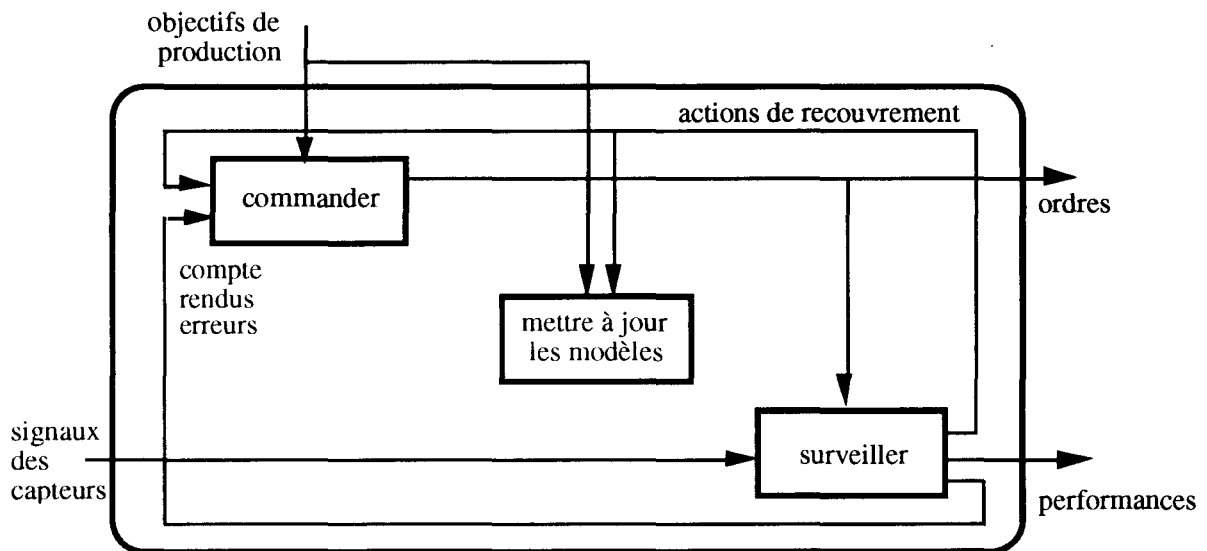 objectifs de
production
actions de recouvrement
commander
ordres
compte
rendus
erreurs
mettre à jour
les modèles
signaux
des
capteurs
surveiller
performances